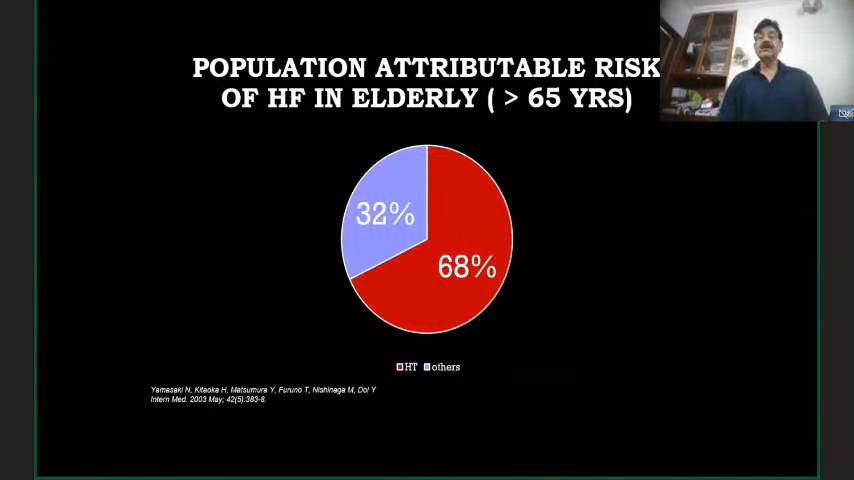 POPULATION ATTRIBUTABLE RISK
OF HF IN ELDERLY ( > 65 YRS)
32%
68%
HT others
Yamasaki N, Kitaoka H, Matsumura Y, Furuno T, Nishinaga M, Doi Y
Intern Med. 2003 May; 42(5):383-8.